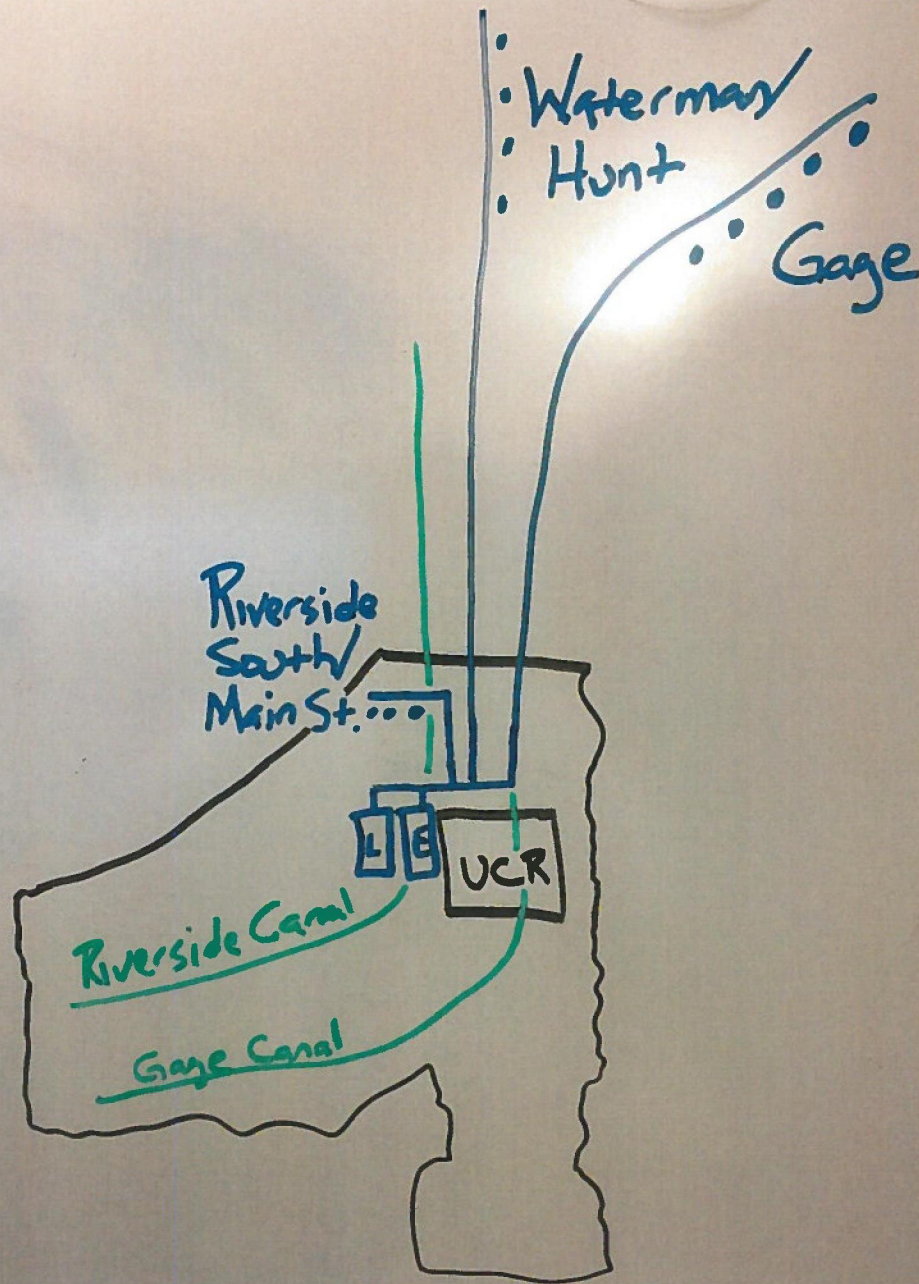 Waterman/
Hunt
Gage
Riverside
South/
Main St.
L
E
UCR
Riverside Canal
Gage Canal